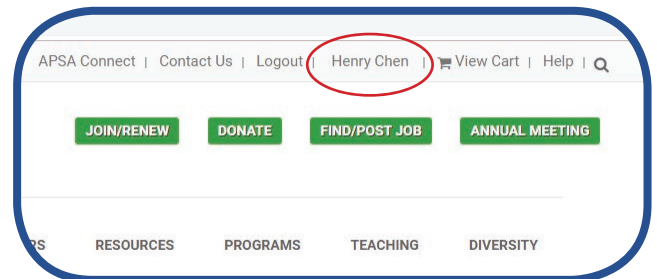 APSA Connect | Contact Us | Logout | Henry Chen | View Cart | Help |
JOIN/RENEW DONATE FIND/POST JOB ANNUAL MEETING
RESOURCES PROGRAMS TEACHING DIVERSITY